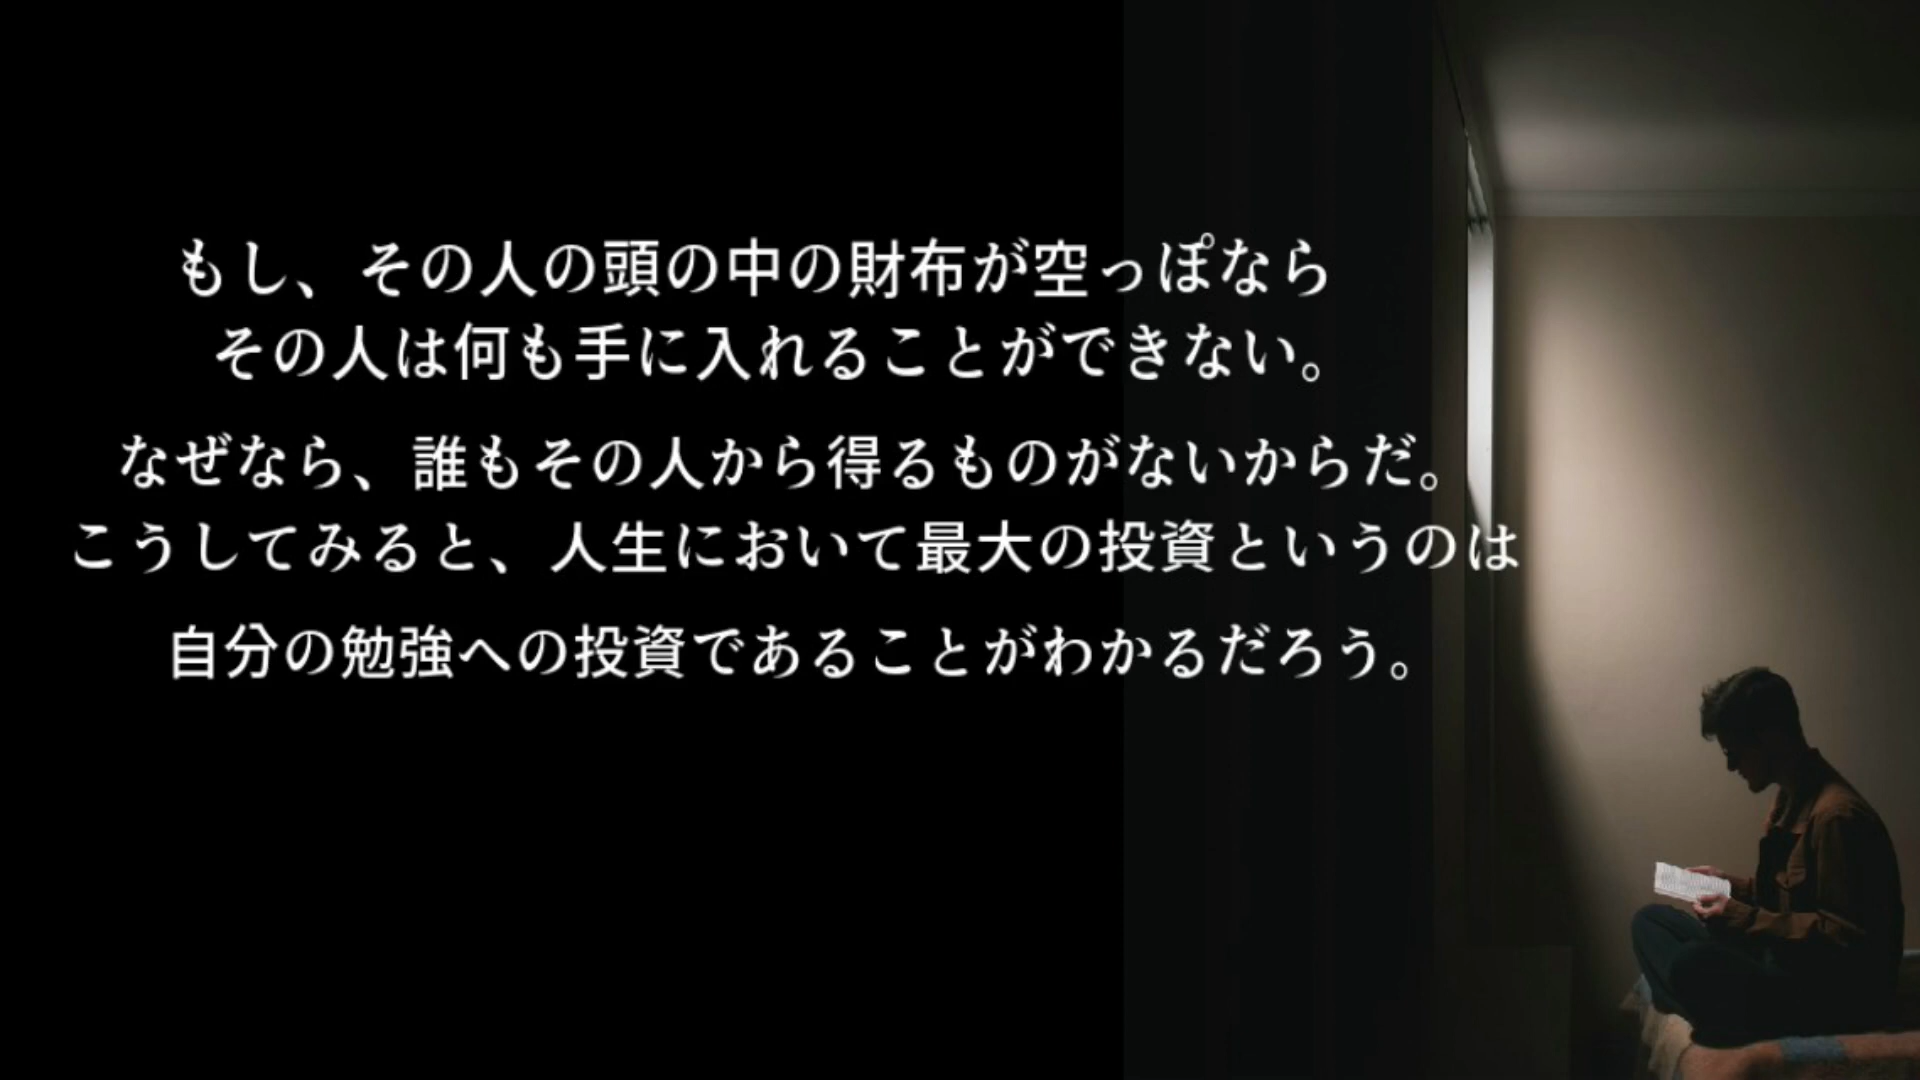 もし、その人の頭の中の財布が空っぽなら
その人は何も手に入れることができない。
なぜなら、誰もその人から得るものがないからだ。
こうしてみると、人生において最大の投資というのは
自分の勉強への投資であることがわかるだろう。